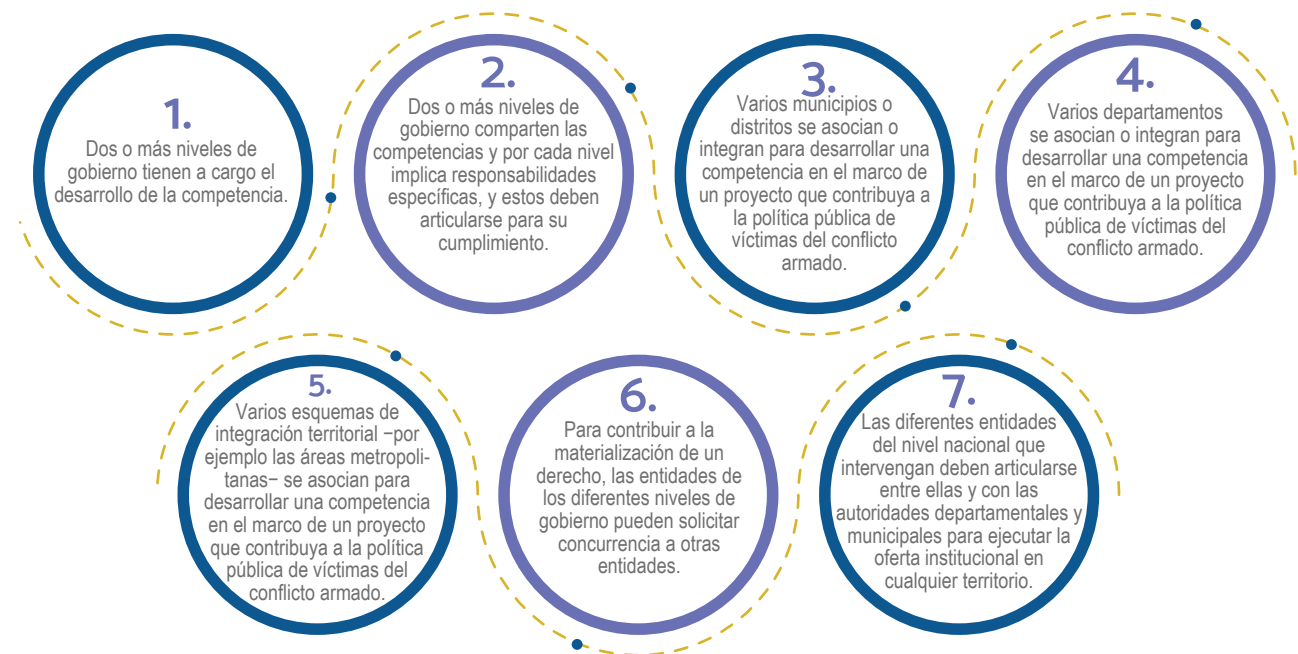 1.
Dos o más niveles de
gobierno tienen a cargo el
desarrollo de la competencia.
2.
Dos o más niveles de
gobierno comparten las
competencias y por cada nivel
implica responsabilidades
específicas, y estos deben
articularse para su
cumplimiento.
3.
Varios municipios o
distritos se asocian o
integran para desarrollar una
competencia en el marco de
un proyecto que contribuya a
la política pública de
víctimas del conflicto
armado.
4.
Varios departamentos
se asocian o integran para
desarrollar una competencia
en el marco de un proyecto
que contribuya a la política
pública de víctimas del
conflicto armado.
5.
Varios esquemas de
integración territorial −por
ejemplo las áreas metropoli-
tanas− se asocian para
desarrollar una competencia
en el marco de un proyecto
que contribuya a la política
pública de víctimas del
conflicto armado.
6.
Para contribuir a la
materialización de un
derecho, las entidades de
los diferentes niveles de
gobierno pueden solicitar
concurrencia a otras
entidades.
7.
Las diferentes entidades
del nivel nacional que
intervengan deben articularse
entre ellas y con las
autoridades departamentales y
municipales para ejecutar la
oferta institucional en
cualquier territorio.